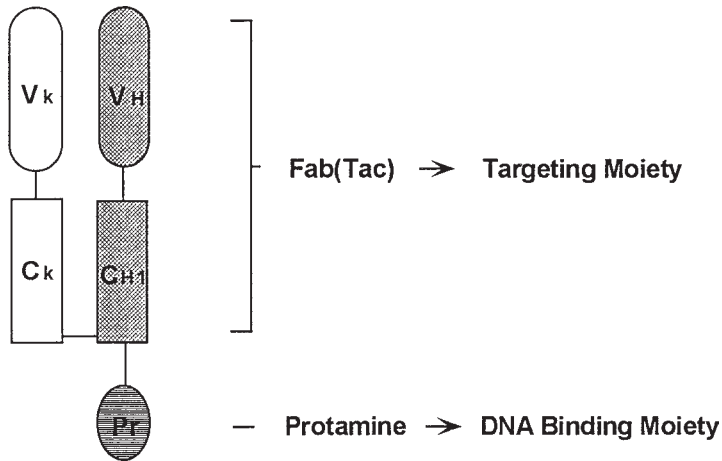 Vk VH
Fab(Tac) → Targeting Moiety
Ck CH1
Pr — Protamine → DNA Binding Moiety